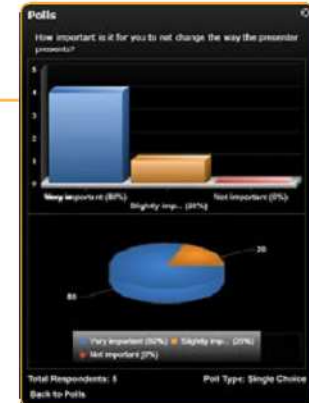 Polls
How important is it for you to not change the way the presenter
presents?
5
4
3
2
1
0
Very important (80%)
Not important (0%)
Slightly imp... (20%)
20
80
Very important (80%) Slightly imp... (20%)
Not important (0%)
Total Respondents: 5 Poll Type: Single Choice
Back to Polls